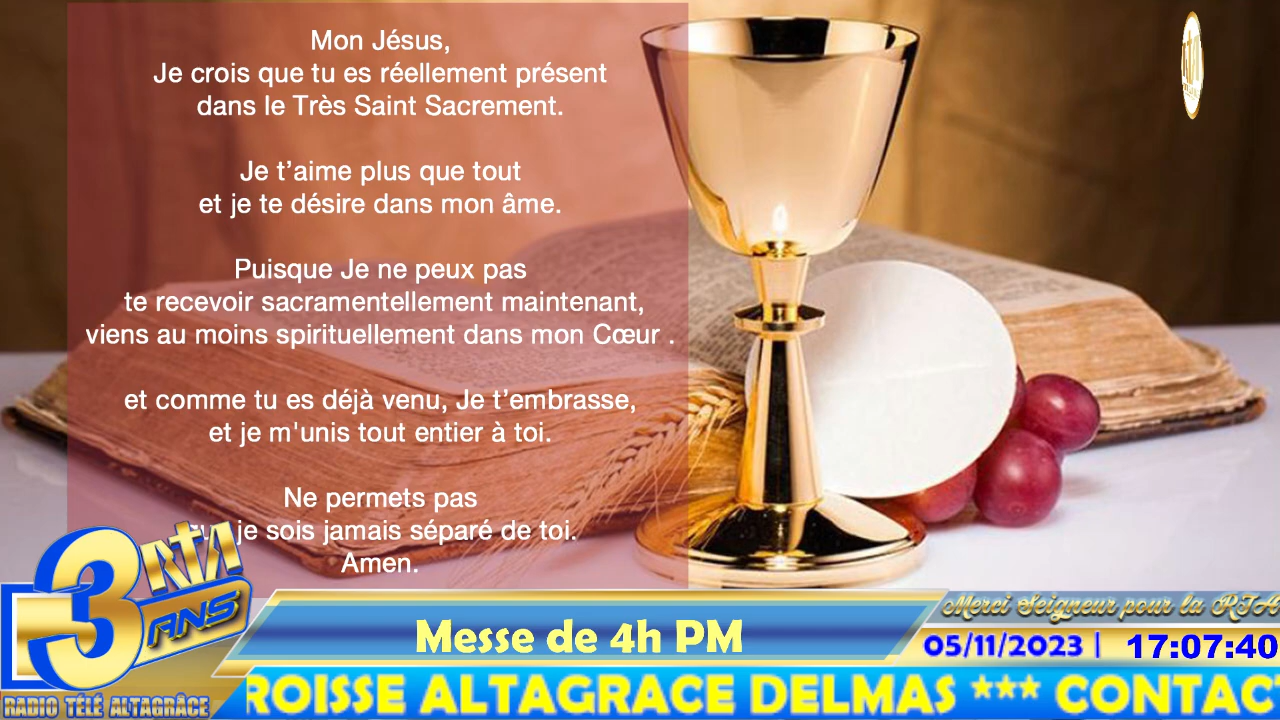 Mon Jésus,
Je crois que tu es réellement présent
dans le Très Saint Sacrement.
Je t’aime plus que tout
et je te désire dans mon âme.
Puisque Je ne peux pas
te recevoir sacramentellement maintenant,
viens au moins spirituellement dans mon Cœur .
et comme tu es déjà venu, Je t’embrasse,
et je m'unis tout entier à toi.
Ne permets pas
je sois jamais séparé de toi.
Amen.
RTA
3 RTA
ANS
RADIO TÉLÉ ALTAGRÂCE
Messe de 4h PM
Merci Seigneur pour la RTA
05/11/2023 | 17:07:40
ROISSE ALTAGRACE DELMAS *** CONTAC